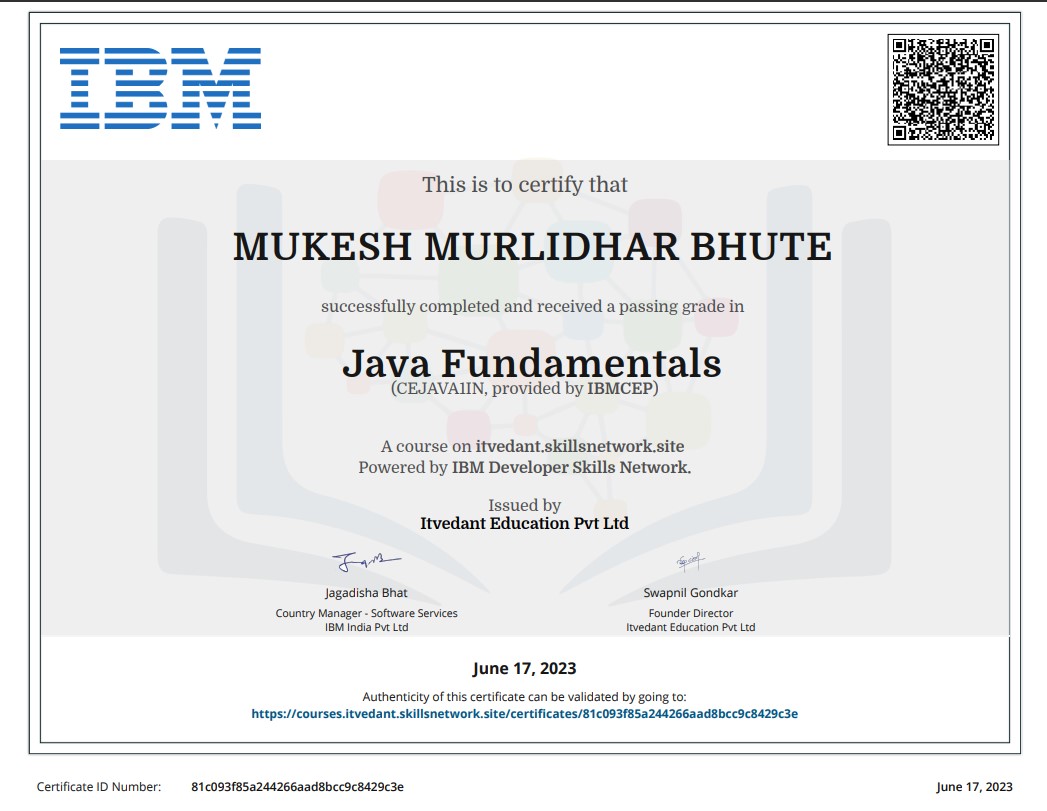 IBM
This is to certify that
MUKESH MURLIDHAR BHUTE
successfully completed and received a passing grade in
Java Fundamentals
(CEJAVA1IN, provided by IBMCEP)
A course on itvedant.skillsnetwork.site
Powered by IBM Developer Skills Network.
Issued by
Itvedant Education Pvt Ltd
Jagadisha Bhat
Country Manager - Software Services
IBM India Pvt Ltd
Swapnil Gondkar
Founder Director
Itvedant Education Pvt Ltd
June 17, 2023
Authenticity of this certificate can be validated by going to:
https://courses.itvedant.skillsnetwork.site/certificates/81c093f85a244266aad8bcc9c8429c3e
Certificate ID Number: 81c093f85a244266aad8bcc9c8429c3e
June 17, 2023